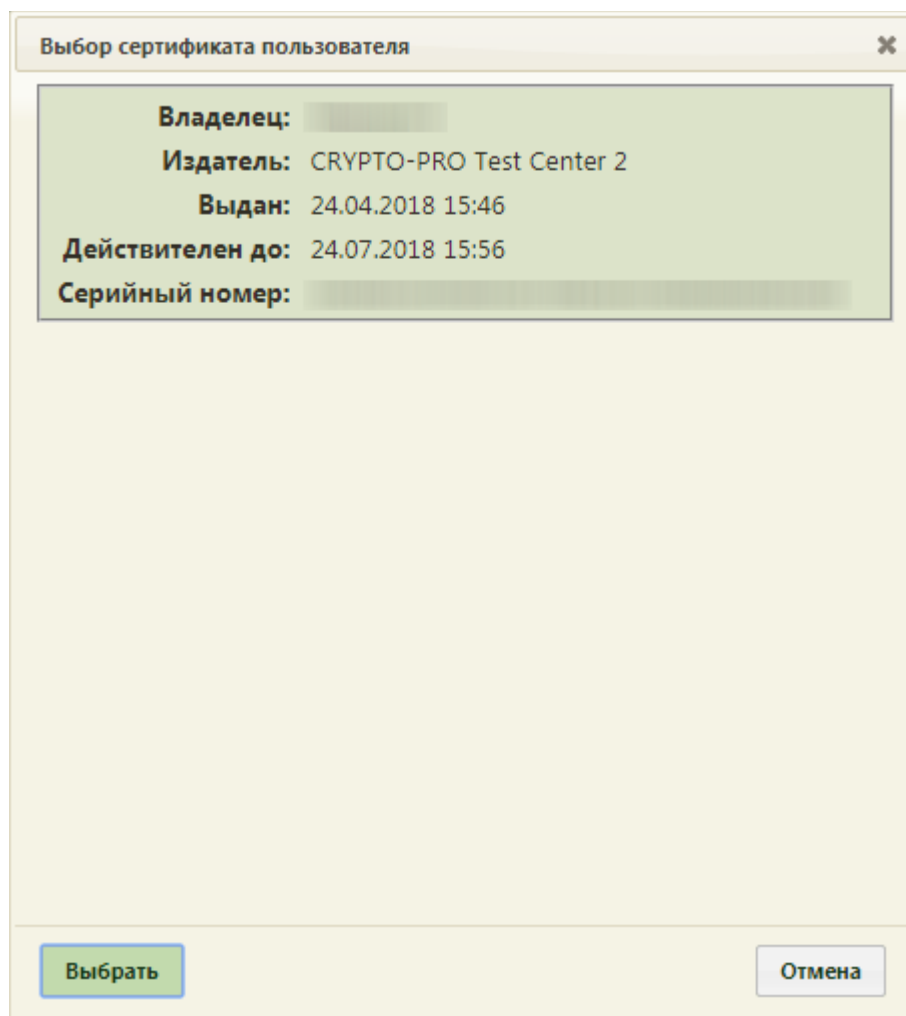 Выбор сертификата пользователя
Владелец:
Издатель: CRYPTO-PRO Test Center 2
Выдан: 24.04.2018 15:46
Действителен до: 24.07.2018 15:56
Серийный номер:
Выбрать
Отмена